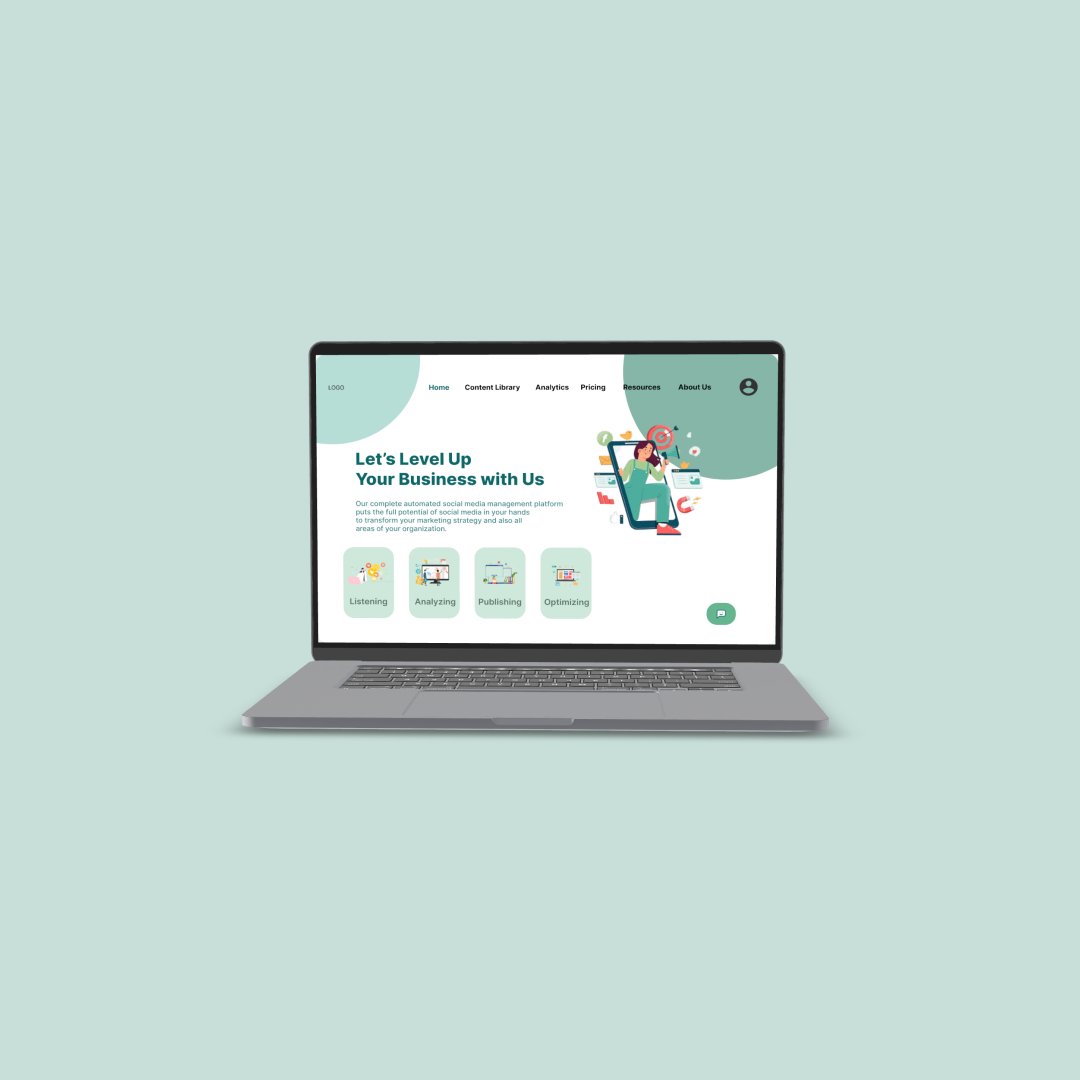 LOGO
Home
Content Library
Analytics
Pricing
Resources
About Us
Let's Level Up
Your Business with Us
Our complete automated social media management platform
puts the full potential of social media in your hands
to transform your marketing strategy and also all
areas of your organization.
Listening
Analyzing
Publishing
Optimizing